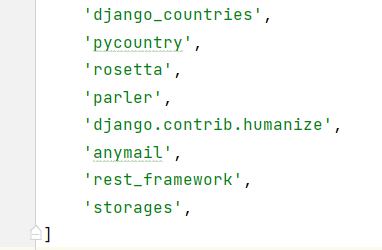 'django_countries',
'pycountry',
'rosetta',
'parler',
'django.contrib.humanize',
'anymail',
'rest_framework',
'storages',
]